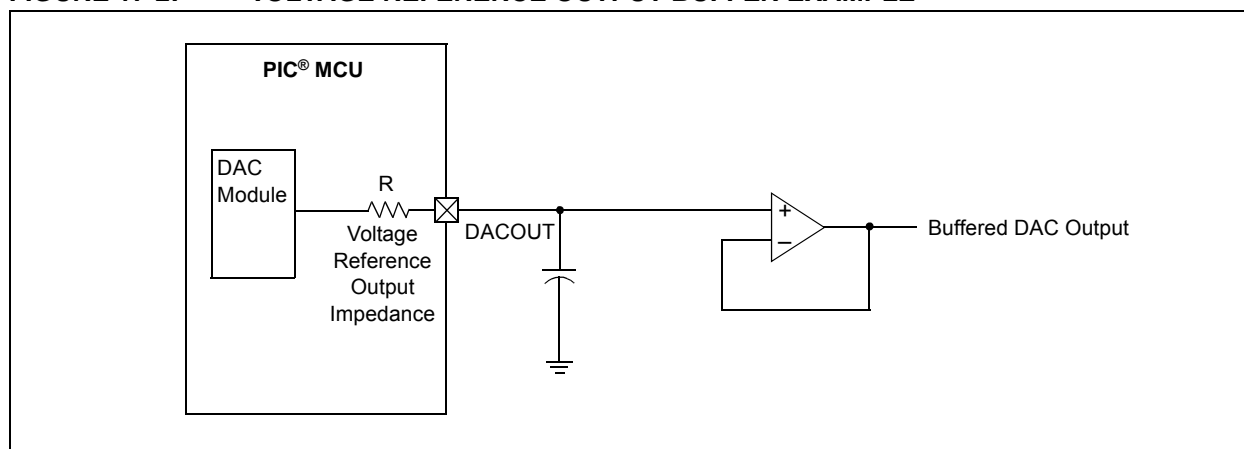 PIC® MCU
DAC
Module
R
Voltage
Reference
Output
Impedance
DACOUT
+
–
Buffered DAC Output